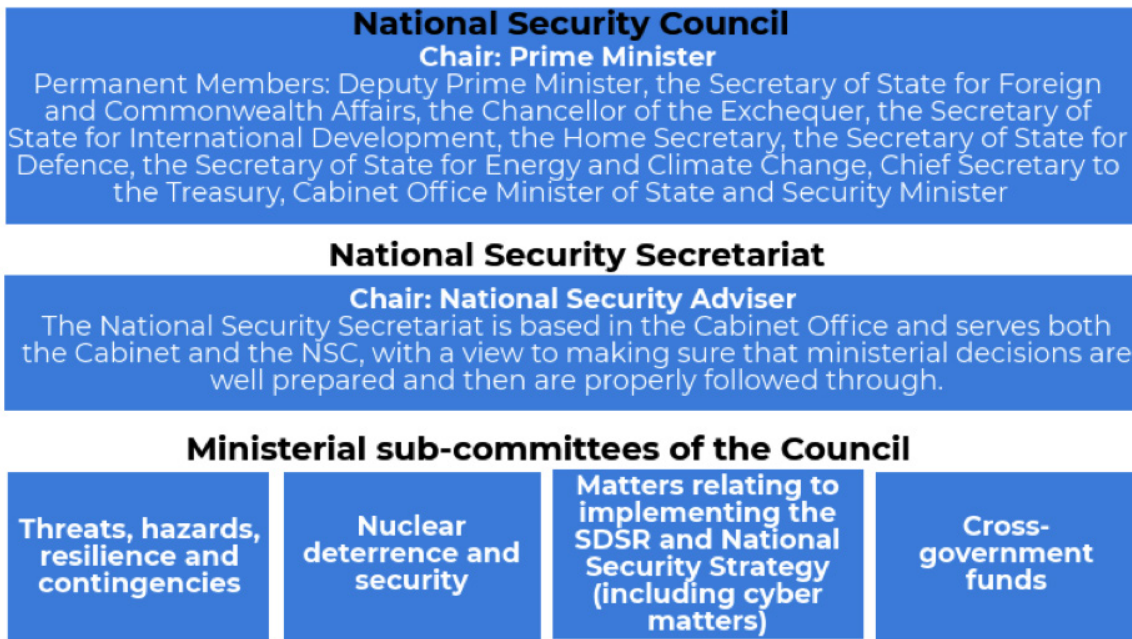 National Security Council
Chair: Prime Minister
Permanent Members: Deputy Prime Minister, the Secretary of State for Foreign
and Commonwealth Affairs, the Chancellor of the Exchequer, the Secretary of
State for International Development, the Home Secretary, the Secretary of State for
Defence, the Secretary of State for Energy and Climate Change, Chief Secretary to
the Treasury, Cabinet Office Minister of State and Security Minister
National Security Secretariat
Chair: National Security Adviser
The National Security Secretariat is based in the Cabinet Office and serves both
the Cabinet and the NSC, with a view to making sure that ministerial decisions are
well prepared and then are properly followed through.
Ministerial sub-committees of the Council
Threats, hazards,
resilience and
contingencies
Nuclear
deterrence and
security
Matters relating to
implementing the
SDSR and National
Security Strategy
(including cyber
matters)
Cross-
government
funds